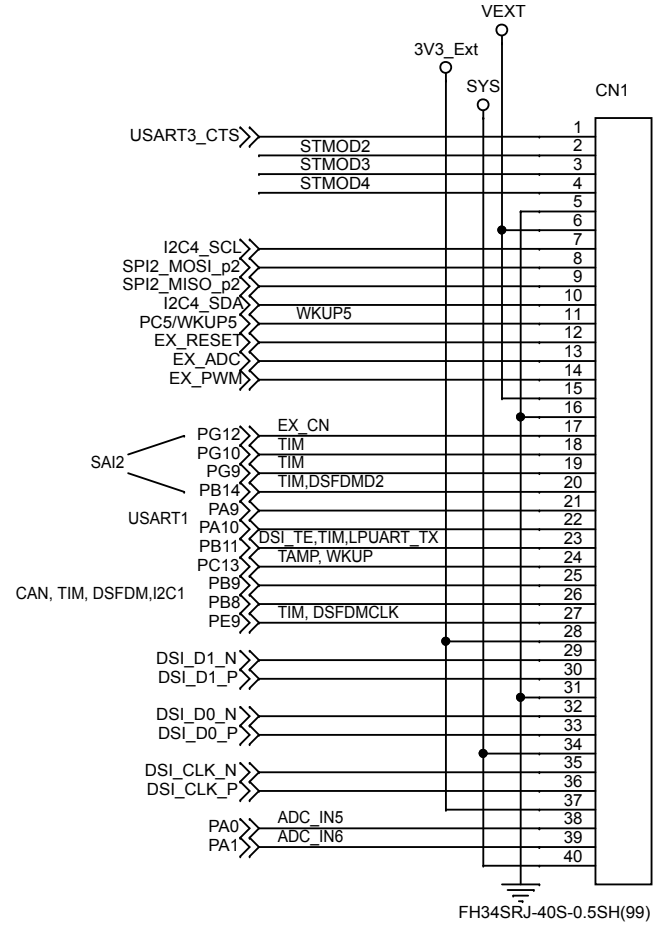 VEXT
3V3_Ext
SYS
CN1
USART3_CTS 1
STMOD2 2
STMOD3 3
STMOD4 4
5
6
I2C4_SCL 7
SPI2_MOSI_p2 8
SPI2_MISO_p2 9
I2C4_SDA 10
PC5/WKUP5 WKUP5 11
EX_RESET 12
EX_ADC 13
EX_PWM 14
15
16
PG12 EX_CN 17
PG10 TIM 18
SAI2
PG9 TIM 19
PB14 TIM,DSFDMD2 20
PA9 21
USART1
PA10 22
PB11 DSI_TE,TIM,LPUART_TX 23
PC13 TAMP, WKUP 24
PB9 25
CAN, TIM, DSFDM,I2C1
PB8 26
PE9 TIM, DSFDMCLK 27
28
DSI_D1_N 29
DSI_D1_P 30
31
DSI_D0_N 32
DSI_D0_P 33
34
DSI_CLK_N 35
DSI_CLK_P 36
37
PA0 ADC_IN5 38
PA1 ADC_IN6 39
40
FH34SRJ-40S-0.5SH(99)